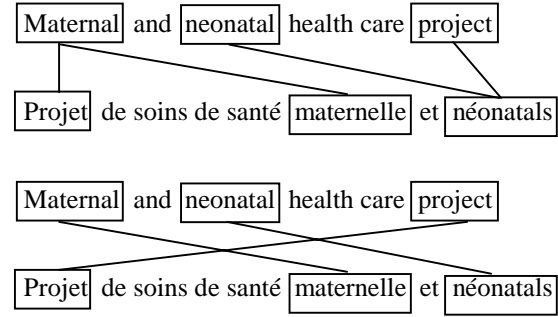 Maternal and neonatal health care project
Projet de soins de santé maternelle et néonatals
Maternal and neonatal health care project
Projet de soins de santé maternelle et néonatals